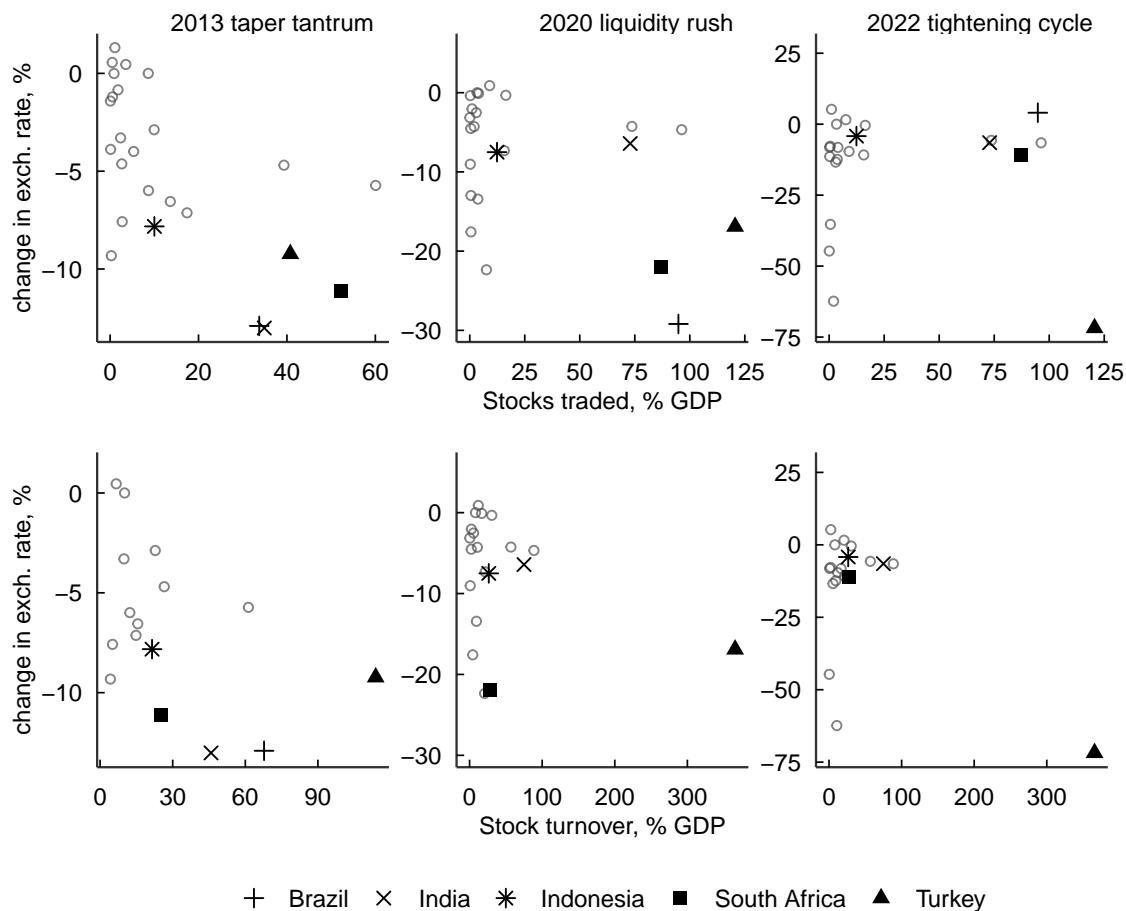 2013 taper tantrum 2020 liquidity rush 2022 tightening cycle
change in exch. rate, %
0
−5
−10
0 20 40 60
0
−10
−20
−30
0 25 50 75 100 125
25
0
−25
−50
−75
0 25 50 75 100 125
Stocks traded, % GDP
change in exch. rate, %
0
−5
−10
0 30 60 90
0
−10
−20
−30
0 100 200 300
25
0
−25
−50
−75
0 100 200 300
Stock turnover, % GDP
Brazil India Indonesia South Africa Turkey